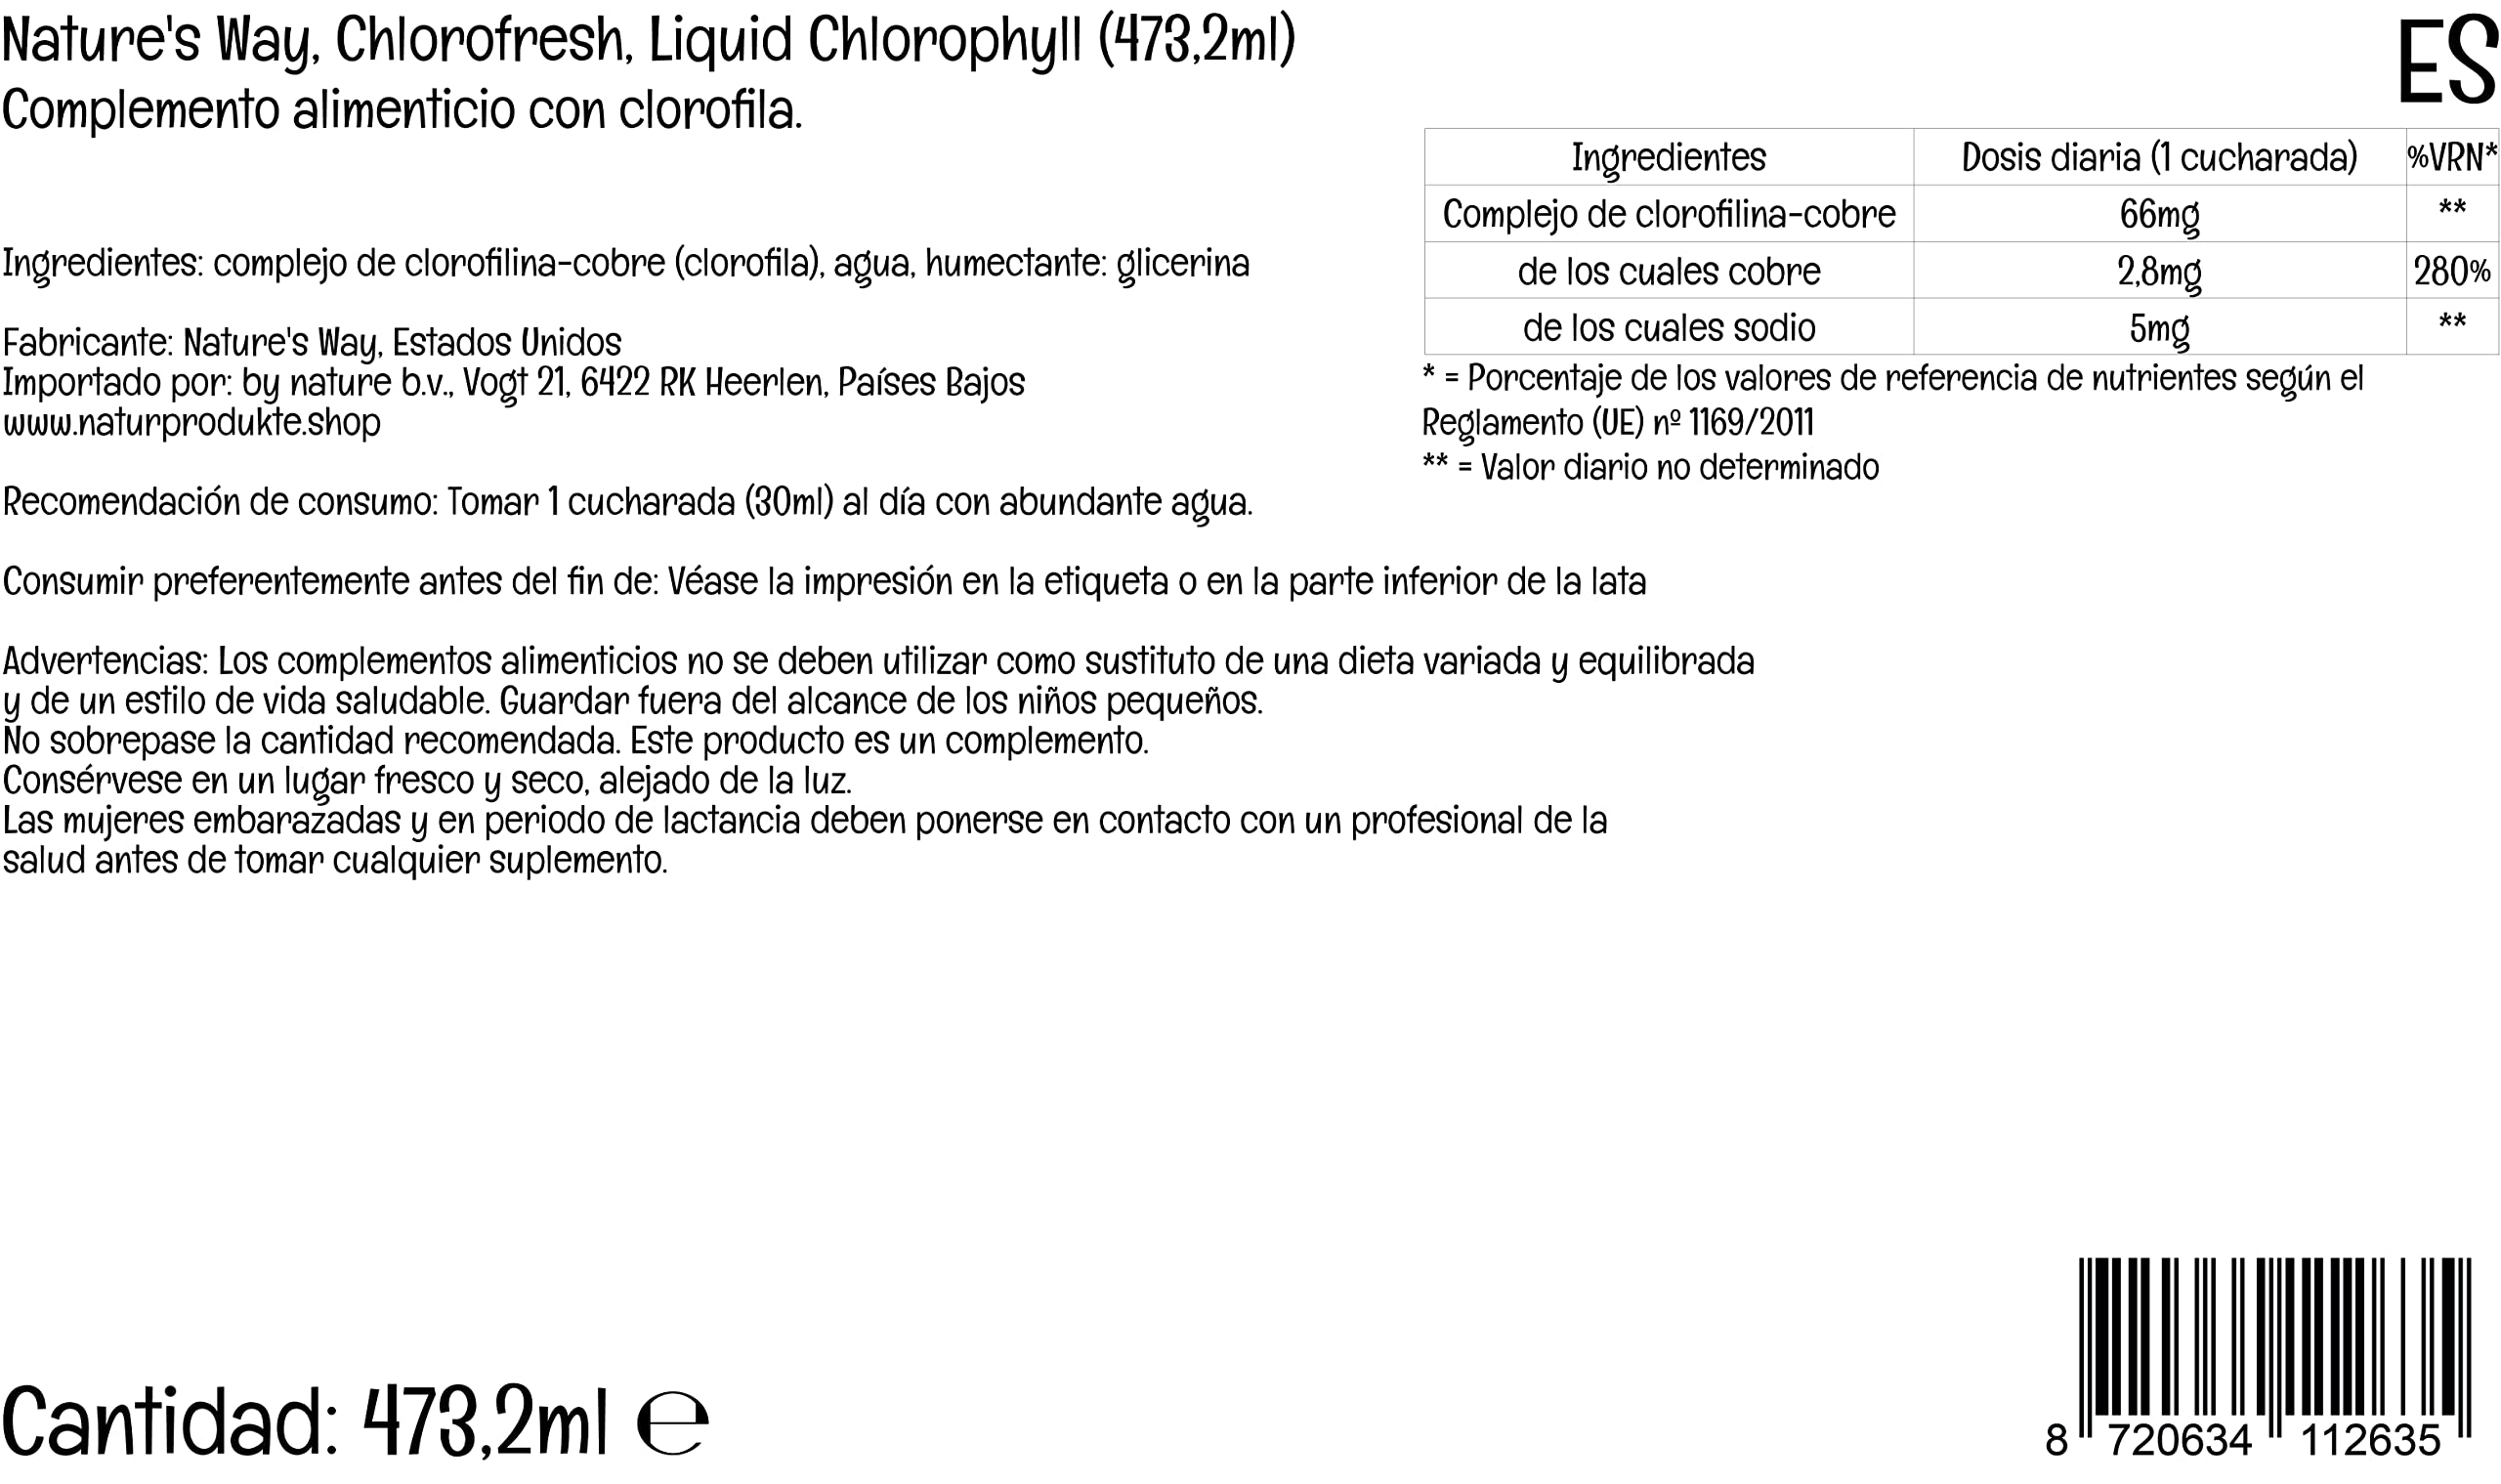 Nature's Way, Chlorofresh, Liquid Chlorophyll (473,2ml)
Complemento alimenticio con clorofila.
ES
Ingredientes: complejo de clorofilina-cobre (clorofila), agua, humectante: glicerina
Fabricante: Nature's Way, Estados Unidos
Importado por: by nature b.v., Vogt 21, 6422 RK Heerlen, Países Bajos
www.naturprodukte.shop
Recomendación de consumo: Tomar 1 cucharada (30ml) al día con abundante agua.
Ingredientes Dosis diaria (1 cucharada) %VRN*
Complejo de clorofilina-cobre 66mg **
de los cuales cobre 2,8mg 280%
de los cuales sodio 5mg **
* = Porcentaje de los valores de referencia de nutrientes según el
Reglamento (UE) nº 1169/2011
** = Valor diario no determinado
Consumir preferentemente antes del fin de: Véase la impresión en la etiqueta o en la parte inferior de la lata
Advertencias: Los complementos alimenticios no se deben utilizar como sustituto de una dieta variada y equilibrada
y de un estilo de vida saludable. Guardar fuera del alcance de los niños pequeños.
No sobrepase la cantidad recomendada. Este producto es un complemento.
Consérvese en un lugar fresco y seco, alejado de la luz.
Las mujeres embarazadas y en periodo de lactancia deben ponerse en contacto con un profesional de la
salud antes de tomar cualquier suplemento.
Cantidad: 473,2ml ℮
8 720634 112635